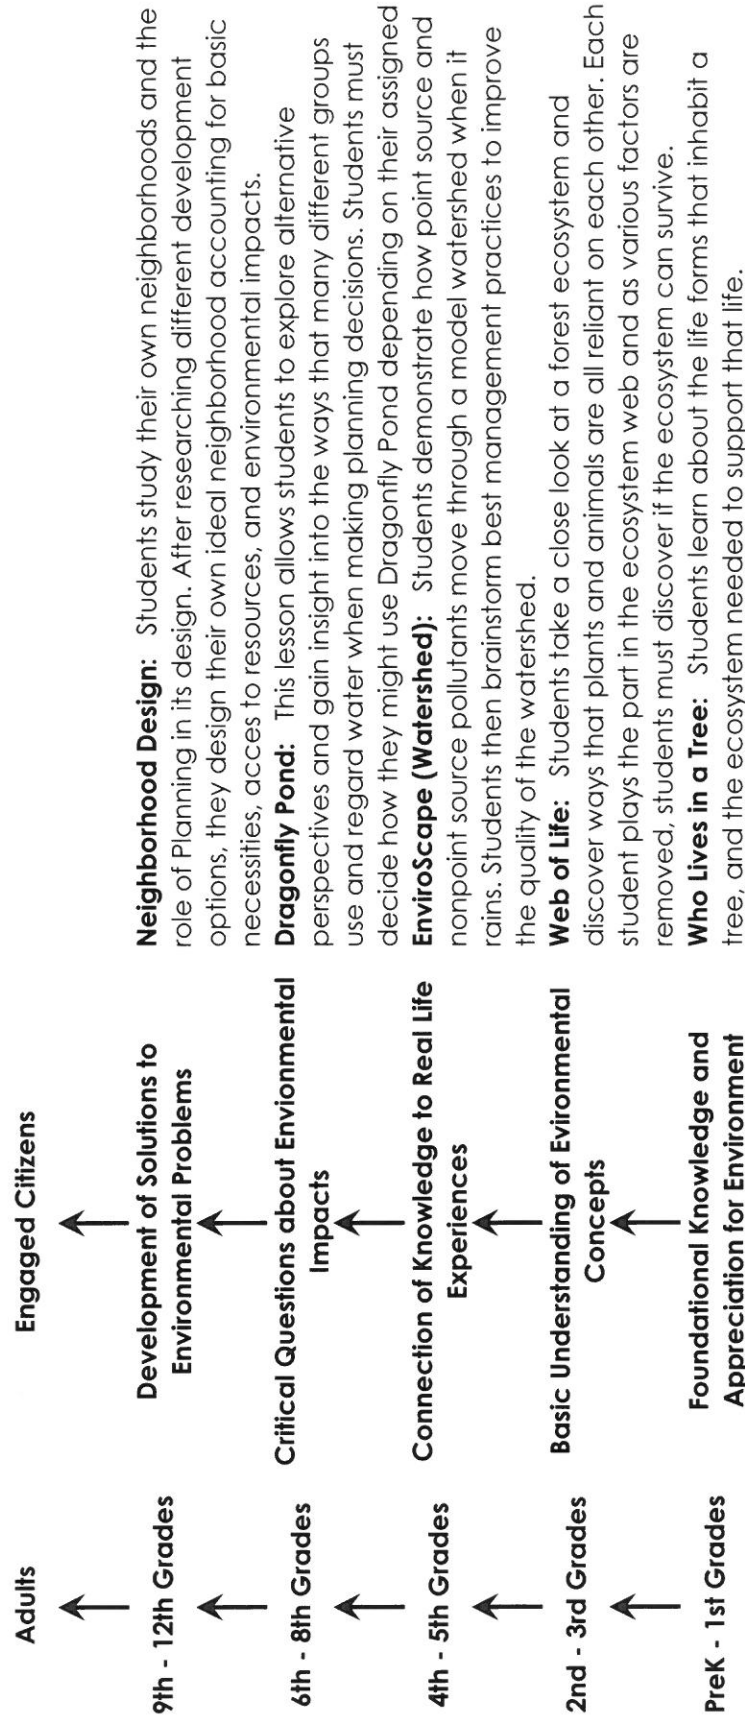 Adults
9th - 12th Grades
6th - 8th Grades
4th - 5th Grades
2nd - 3rd Grades
PreK - 1st Grades
Engaged Citizens
Development of Solutions to
Environmental Problems
Critical Questions about Envionmental
Impacts
Connection of Knowledge to Real Life
Experiences
Basic Understanding of Evironmental
Concepts
Foundational Knowledge and
Appreciation for Environment
Neighborhood Design: Students study their own neighborhoods and the
role of Planning in its design. After researching different development
options, they design their own ideal neighborhood accounting for basic
necessities, acces to resources, and environmental impacts.
Dragonfly Pond: This lesson allows students to explore alternative
perspectives and gain insight into the ways that many different groups
use and regard water when making planning decisions. Students must
decide how they might use Dragonfly Pond depending on their assigned
EnviroScape (Watershed): Students demonstrate how point source and
nonpoint source pollutants move through a model watershed when it
rains. Students then brainstorm best management practices to improve
the quality of the watershed.
Web of Life: Students take a close look at a forest ecosystem and
discover ways that plants and animals are all reliant on each other. Each
student plays the part in the ecosystem web and as various factors are
removed, students must discover if the ecosystem can survive.
Who Lives in a Tree: Students learn about the life forms that inhabit a
tree, and the ecosystem needed to support that life.